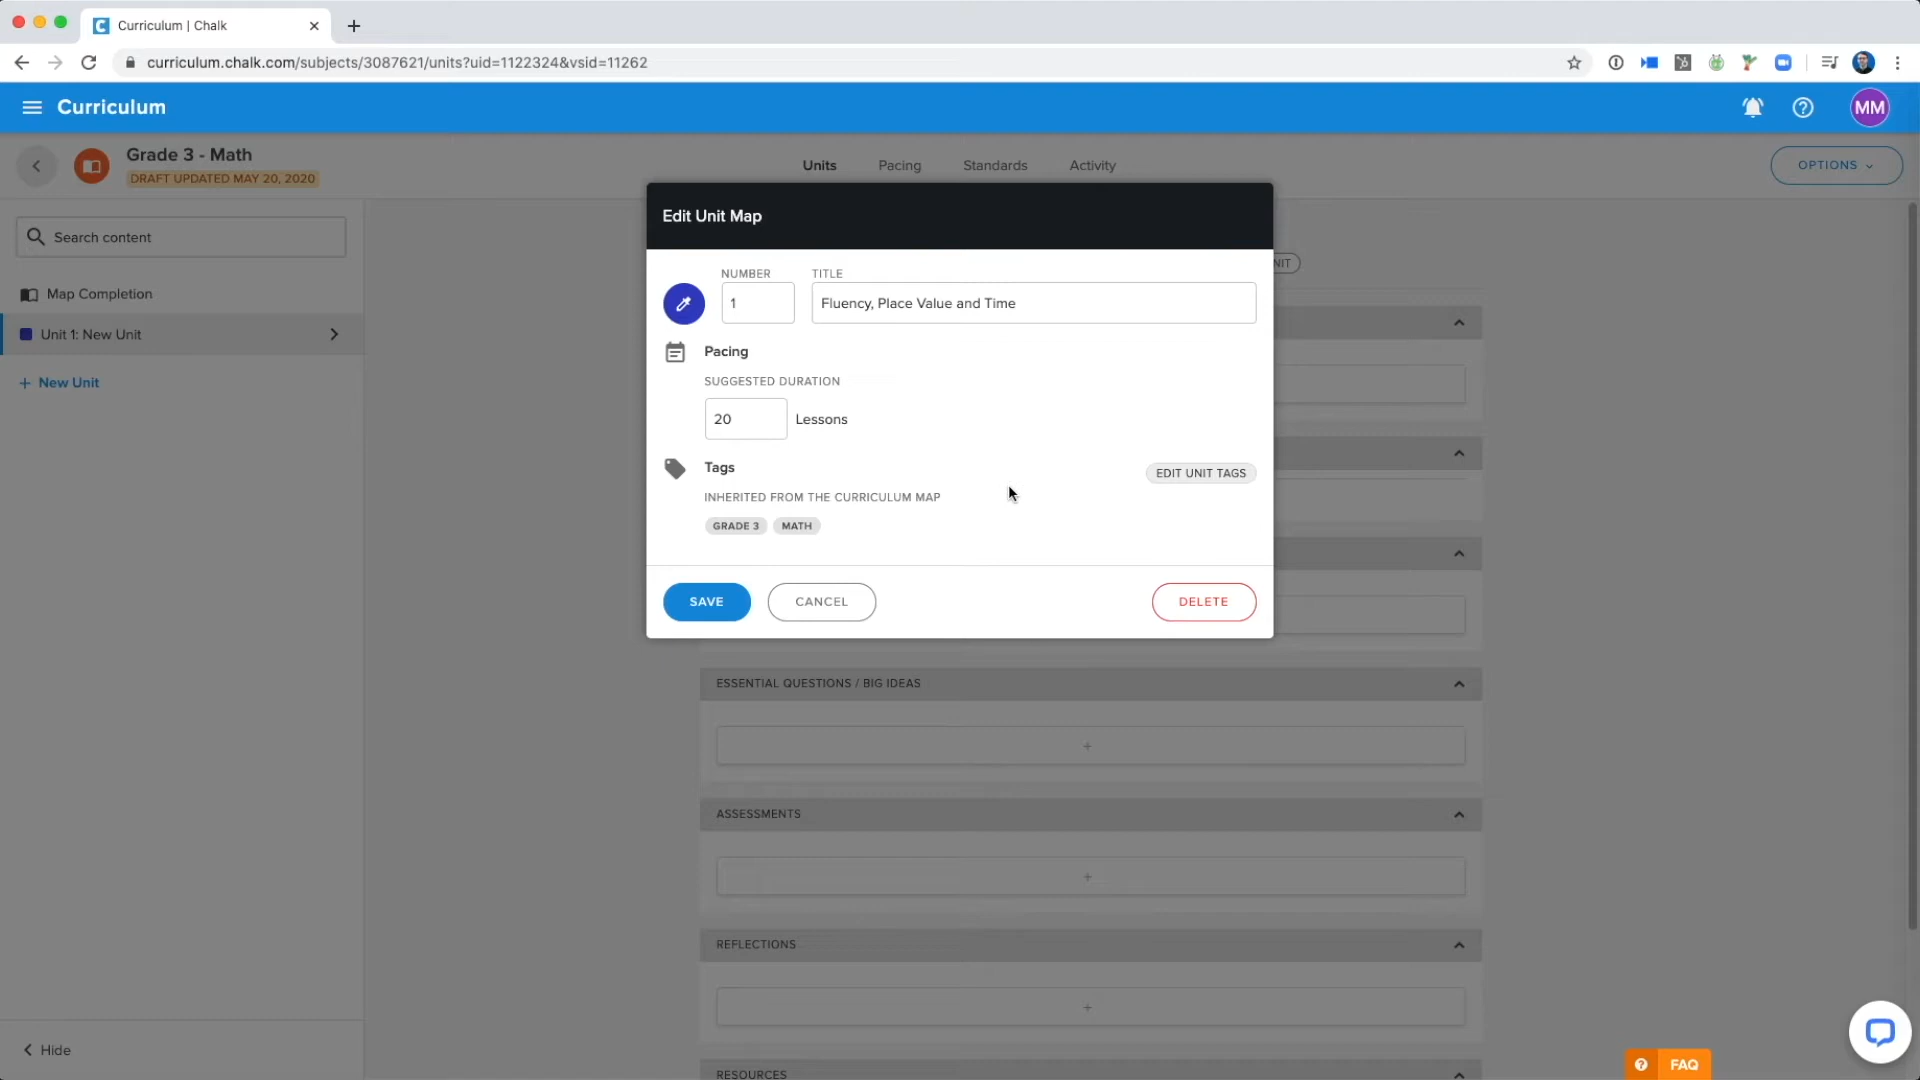 Curriculum | Chalk
curriculum.chalk.com/subjects/3087621/units?uid=1122324&vsid=11262
Curriculum
MM
Grade 3 - Math
DRAFT UPDATED MAY 20, 2020
Units
Pacing
Standards
Activity
OPTIONS
Search content
Map Completion
Unit 1: New Unit
+ New Unit
Hide
Edit Unit Map
NUMBER
TITLE
1
Fluency, Place Value and Time
Pacing
SUGGESTED DURATION
20
Lessons
Tags
EDIT UNIT TAGS
INHERITED FROM THE CURRICULUM MAP
GRADE 3
MATH
SAVE
CANCEL
DELETE
NIT
ESSENTIAL QUESTIONS / BIG IDEAS
+
ASSESSMENTS
+
REFLECTIONS
+
RESOURCES
FAQ